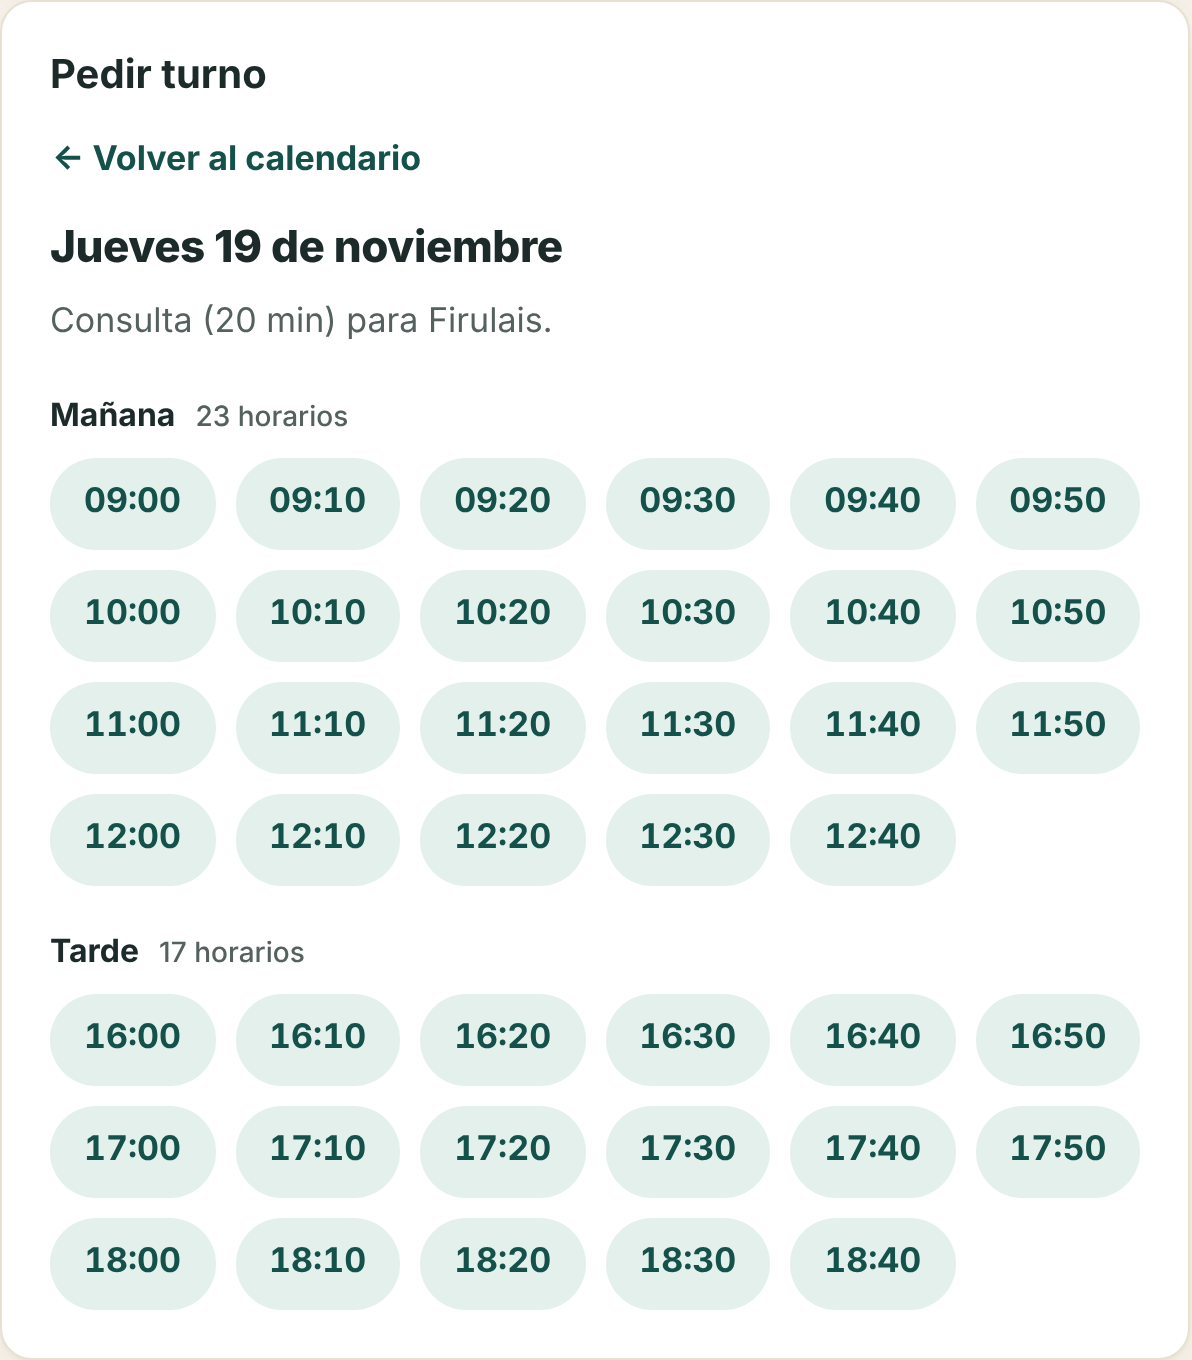 Pedir turno
← Volver al calendario
Jueves 19 de noviembre
Consulta (20 min) para Firulais.
Mañana 23 horarios
09:00 09:10 09:20 09:30 09:40 09:50
10:00 10:10 10:20 10:30 10:40 10:50
11:00 11:10 11:20 11:30 11:40 11:50
12:00 12:10 12:20 12:30 12:40
Tarde 17 horarios
16:00 16:10 16:20 16:30 16:40 16:50
17:00 17:10 17:20 17:30 17:40 17:50
18:00 18:10 18:20 18:30 18:40